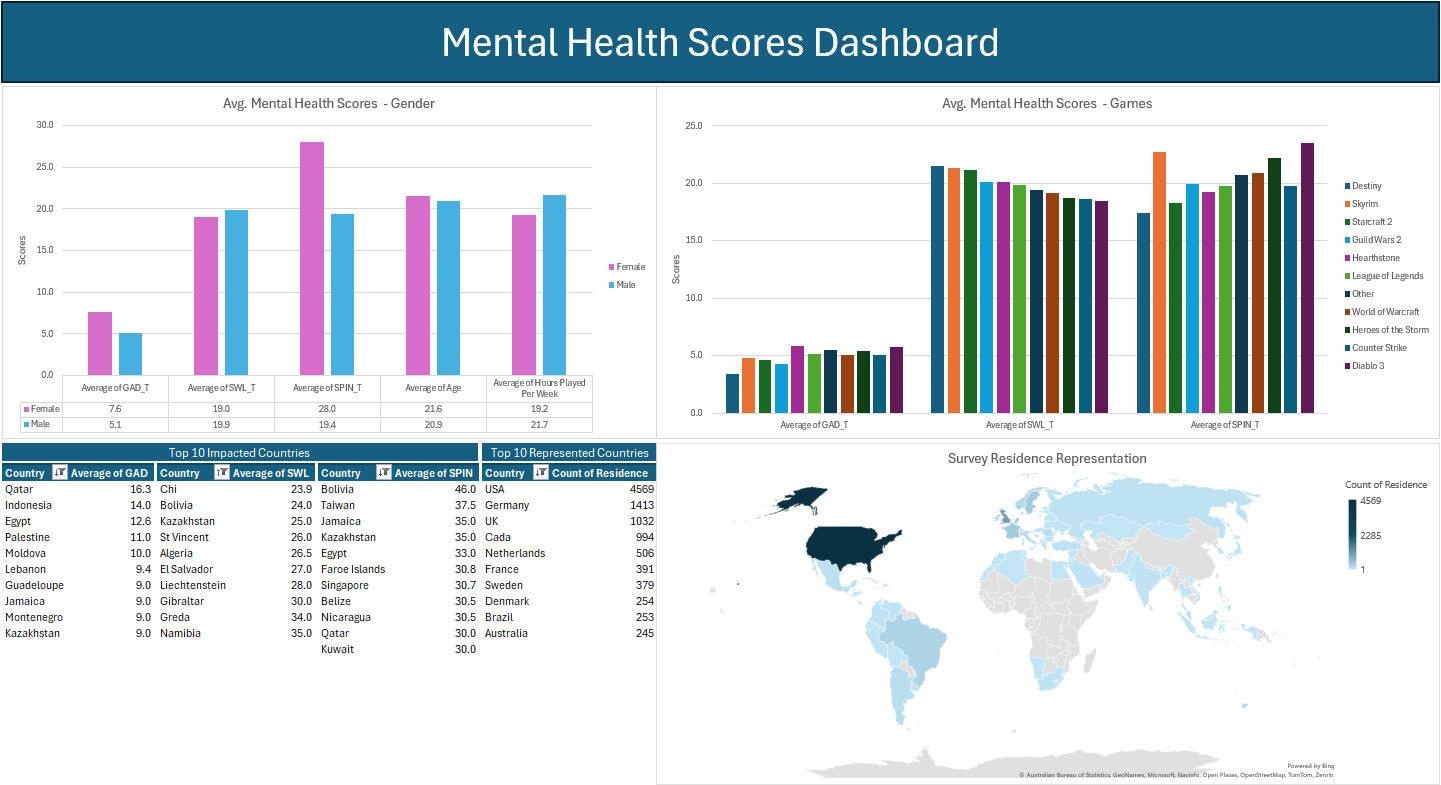 Mental Health Scores Dashboard
Avg. Mental Health Scores - Gender
30.0
25.0
20.0
15.0
10.0
5.0
0.0
Scores
Average of GAD_T Average of SWL_T Average of SPIN_T Average of Age Average of Hours Played Per Week
Female 7.6 19.0 28.0 21.6 19.2
Male 5.1 19.9 19.4 20.9 21.7
Female
Male
Avg. Mental Health Scores - Games
25.0
20.0
15.0
10.0
5.0
0.0
Scores
Average of GAD_T Average of SWL_T Average of SPIN_T
Destiny
Skyrim
Starcraft 2
Guild Wars 2
Hearthstone
League of Legends
Other
World of Warcraft
Heroes of the Storm
Counter Strike
Diablo 3
Top 10 Impacted Countries Top 10 Represented Countries
Country Average of GAD Country Average of SWL Country Average of SPIN Country Count of Residence
Qatar 16.3 Chi 23.9 Bolivia 46.0 USA 4569
Indonesia 14.0 Bolivia 24.0 Taiwan 37.5 Germany 1413
Egypt 12.6 Kazakhstan 25.0 Jamaica 35.0 UK 1032
Palestine 11.0 St Vincent 26.0 Kazakhstan 35.0 Cada 994
Moldova 10.0 Algeria 26.5 Egypt 33.0 Netherlands 506
Lebanon 9.4 El Salvador 27.0 Faroe Islands 30.8 France 391
Guadeloupe 9.0 Liechtenstein 28.0 Singapore 30.7 Sweden 379
Jamaica 9.0 Gibraltar 30.0 Belize 30.5 Denmark 254
Montenegro 9.0 Greda 34.0 Nicaragua 30.5 Brazil 253
Kazakhstan 9.0 Namibia 35.0 Qatar 30.0 Australia 245
Kuwait 30.0
Survey Residence Representation
Count of Residence
4569
2285
1
Powered by Bing
© Australian Bureau of Statistics, GeoNames, Microsoft, Navinfo, Open Places, OpenStreetMap, TomTom, Zenrin